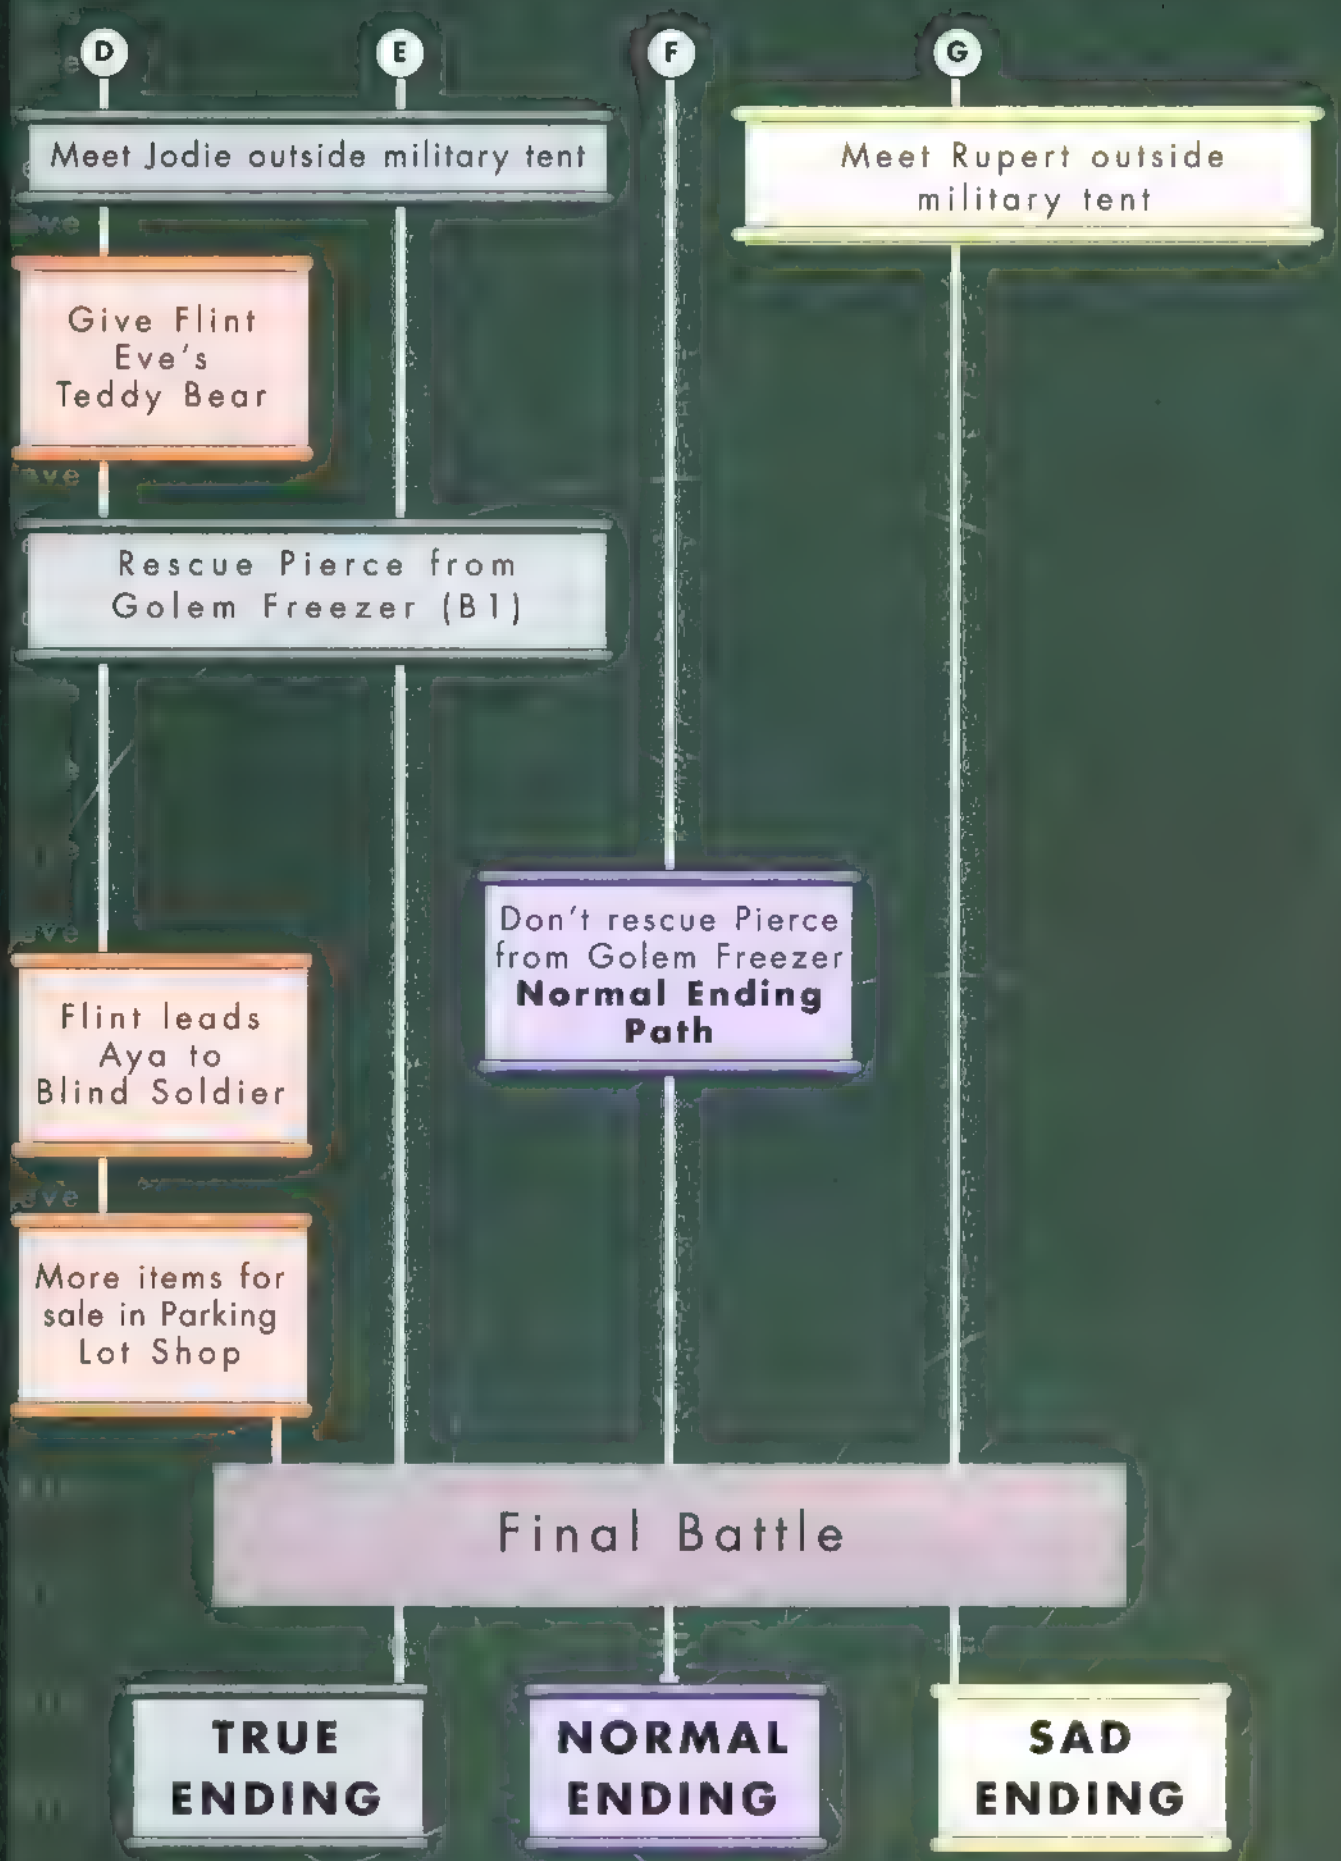 D
E
F
G
Meet Jodie outside military tent
Meet Rupert outside
military tent
Give Flint
Eve's
Teddy Bear
Rescue Pierce from
Golem Freezer (B1)
Don't rescue Pierce
from Golem Freezer
Normal Ending
Path
Flint leads
Aya to
Blind Soldier
More items for
sale in Parking
Lot Shop
Final Battle
TRUE
ENDING
NORMAL
ENDING
SAD
ENDING